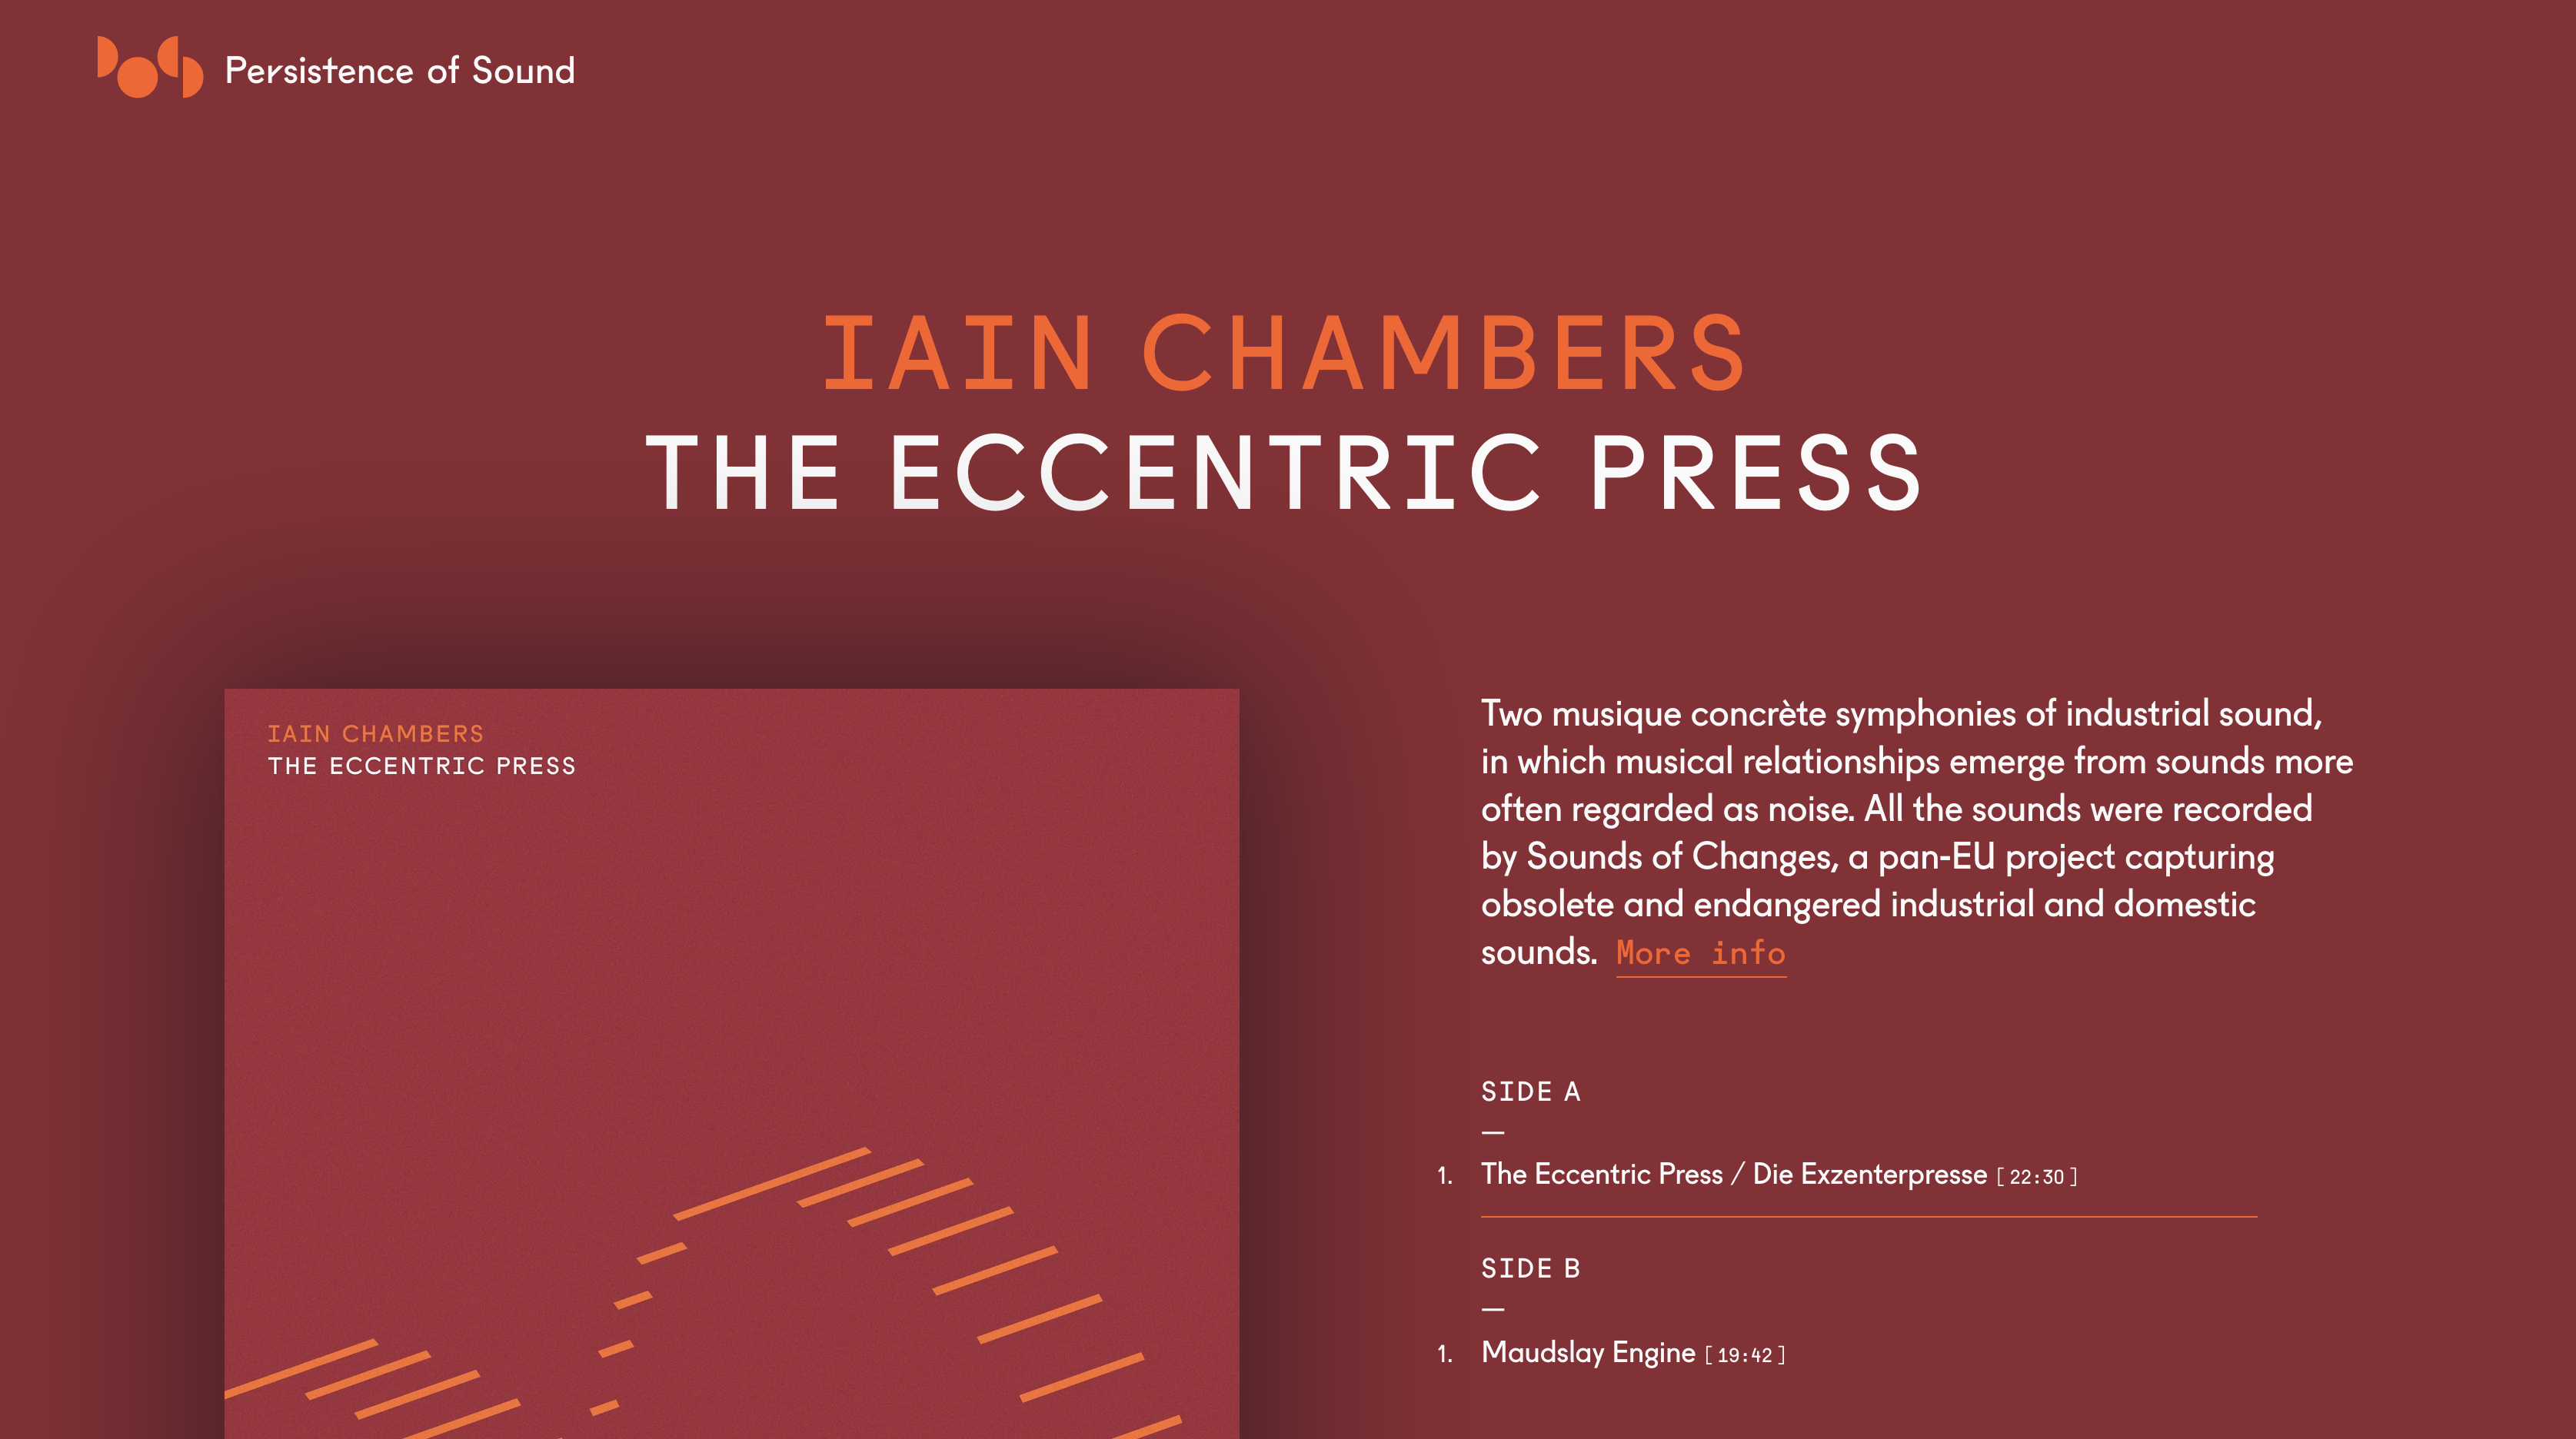 Persistence of Sound
IAIN CHAMBERS
THE ECCENTRIC PRESS
IAIN CHAMBERS
THE ECCENTRIC PRESS
Two musique concrète symphonies of industrial sound,
in which musical relationships emerge from sounds more
often regarded as noise. All the sounds were recorded
by Sounds of Changes, a pan-EU project capturing
obsolete and endangered industrial and domestic
sounds. More info
SIDE A
—
1. The Eccentric Press / Die Exzenterpresse [ 22:30 ]
SIDE B
—
1. Maudslay Engine [ 19:42 ]